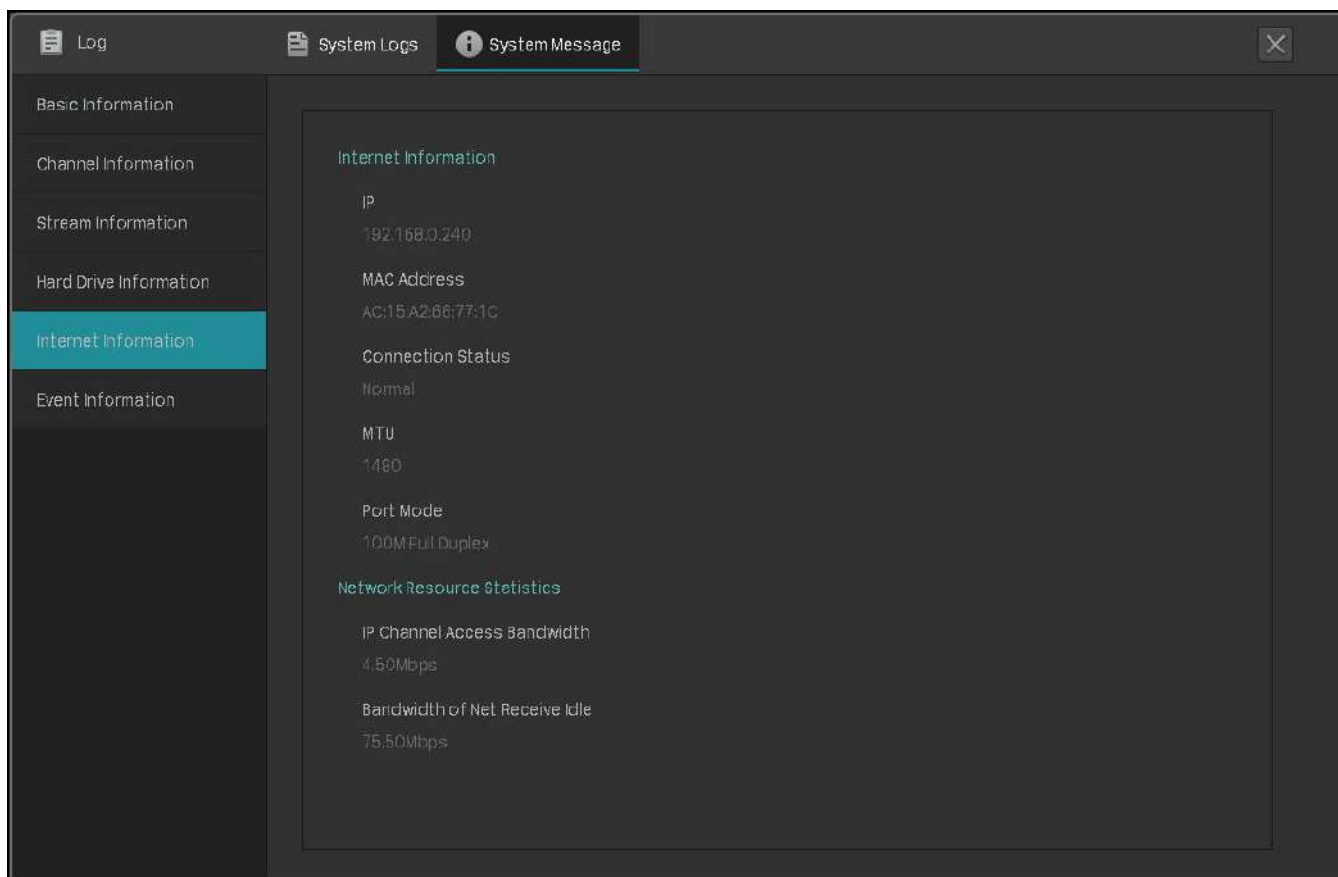 Log
System Logs
System Message
Basic Information
Channel Information
Stream Information
Hard Drive Information
Internet Information
Event Information
Internet Information
IP
192.168.0.240
MAC Address
AC:15:A2:66:77:1C
Connection Status
Normal
MTU
1480
Port Mode
100M Full Duplex
Network Resource Statistics
IP Channel Access Bandwidth
4.50Mbps
Bandwidth of Net Receive Idle
75.50Mbps